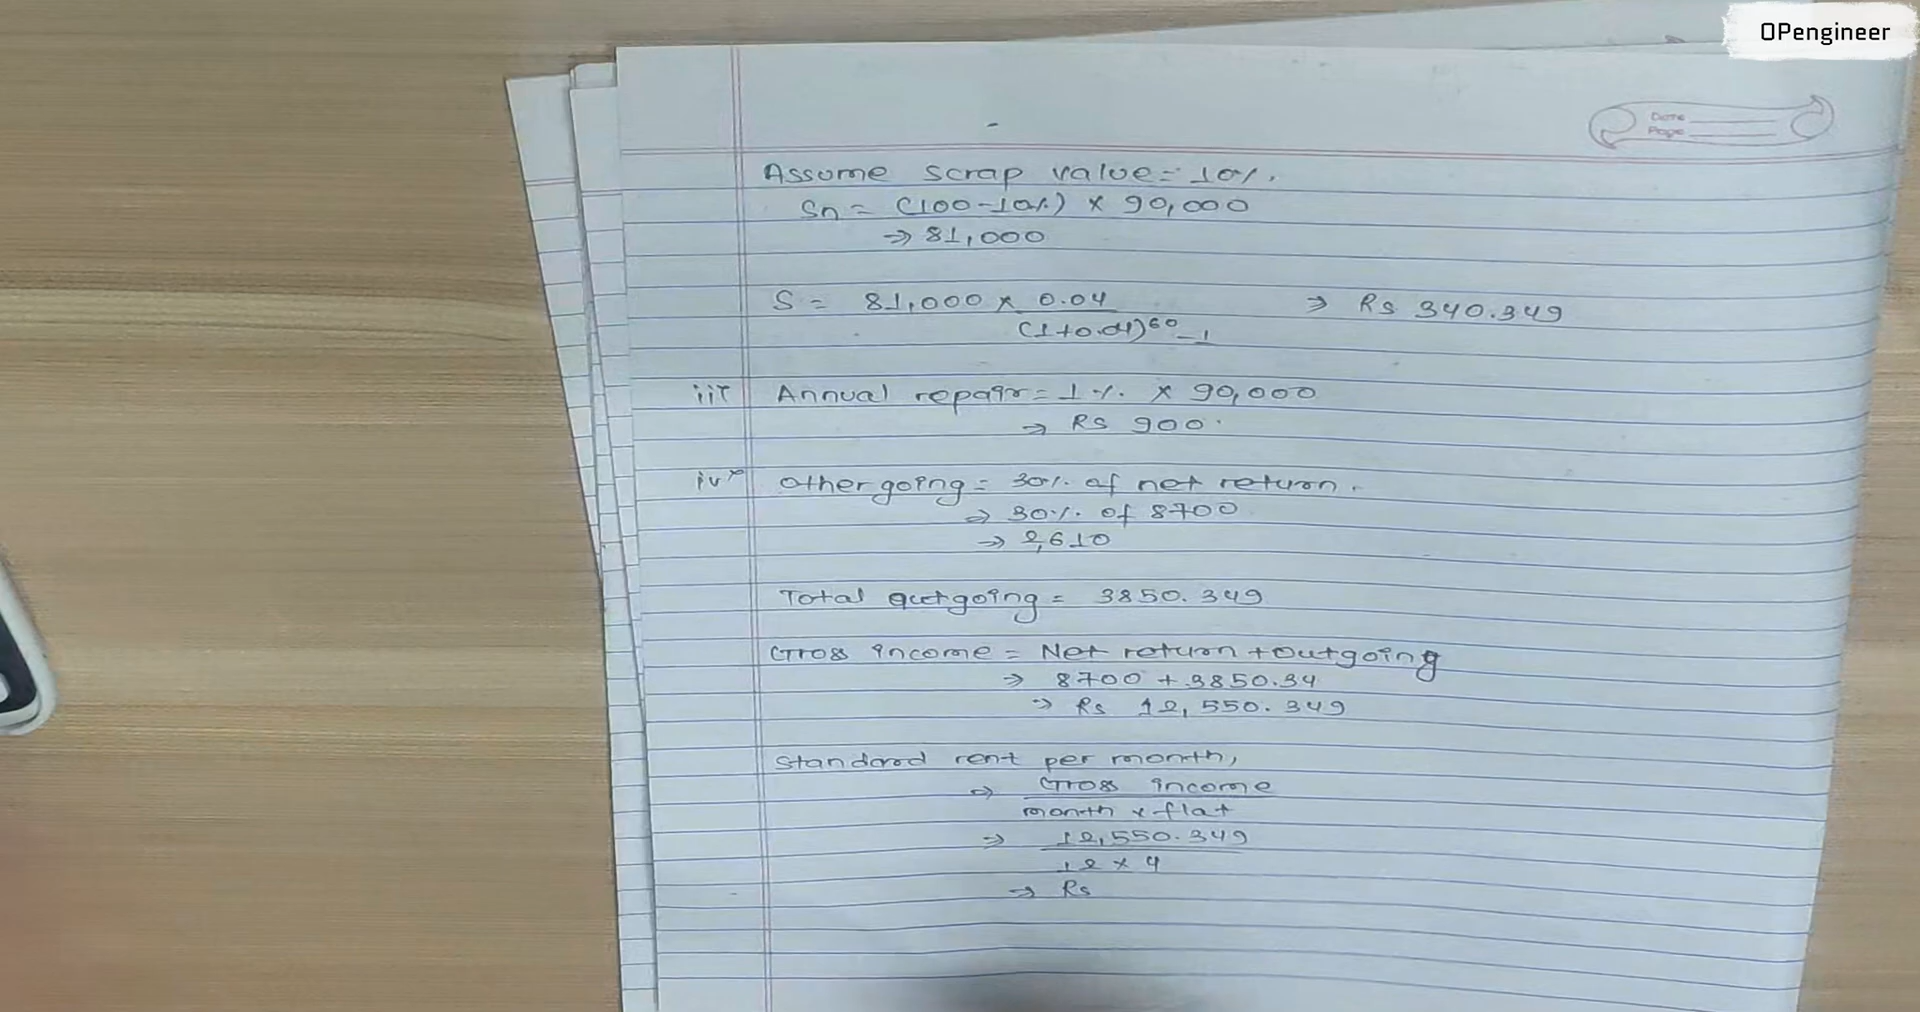 OPengineer
Date
Page
Assume scrap value = 10%.
Sn = (100-10%) × 90,000
⇒ 81,000
S = 81,000 × 0.04 ⇒ Rs 340.349
(1+0.04)^60 - 1
iii Annual repair = 1% × 90,000
⇒ Rs 900.
iv Other going = 30% of net return.
⇒ 30% of 8700
⇒ 2,610
Total outgoing = 3850.349
Gross income = Net return + outgoing
⇒ 8700 + 3850.34
⇒ Rs 12,550.349
Standard rent per month,
⇒ Gross income
month × flat
⇒ 12,550.349
12 × 4
⇒ Rs